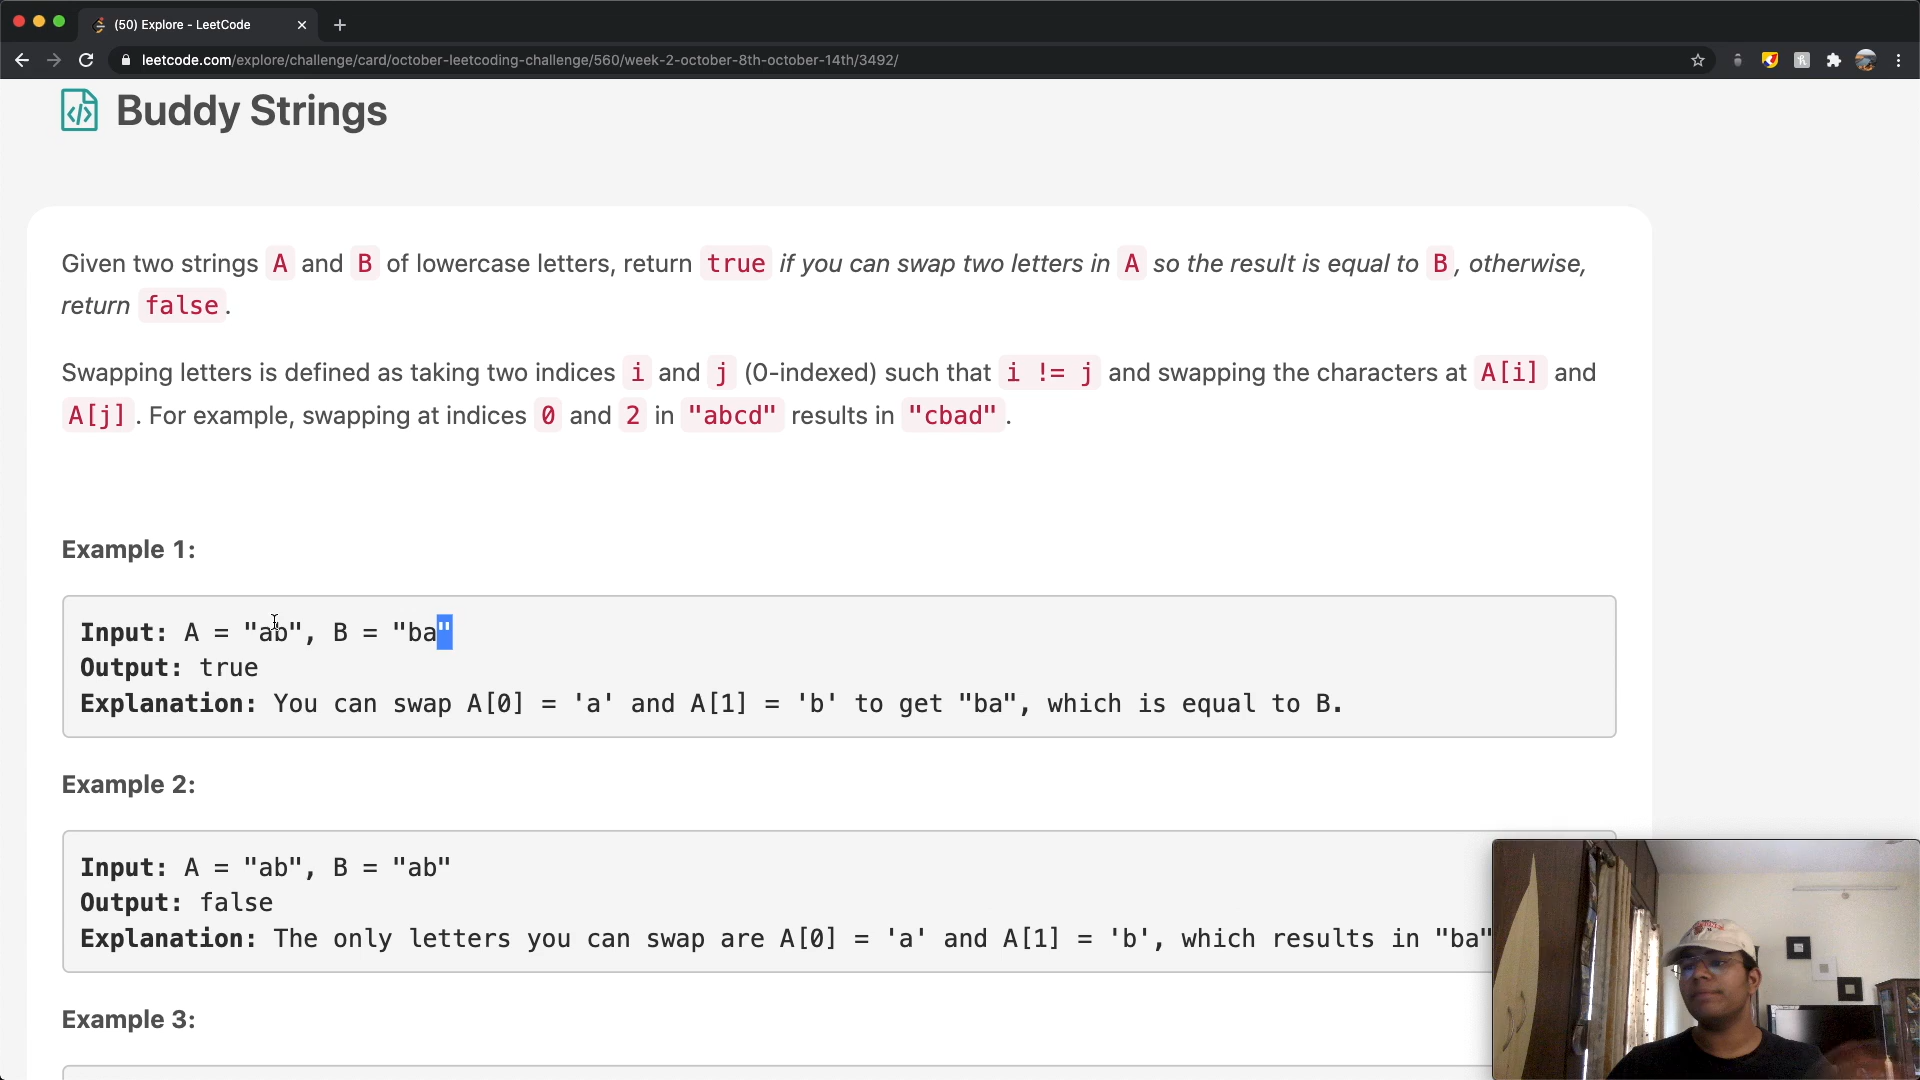 (50) Explore - LeetCode
leetcode.com/explore/challenge/card/october-leetcoding-challenge/560/week-2-october-8th-october-14th/3492/
Buddy Strings
Given two strings A and B of lowercase letters, return true if you can swap two letters in A so the result is equal to B, otherwise,
return false.
Swapping letters is defined as taking two indices i and j (0-indexed) such that i != j and swapping the characters at A[i] and
A[j]. For example, swapping at indices 0 and 2 in "abcd" results in "cbad".
Example 1:
Input: A = "ab", B = "ba"
Output: true
Explanation: You can swap A[0] = 'a' and A[1] = 'b' to get "ba", which is equal to B.
Example 2:
Input: A = "ab", B = "ab"
Output: false
Explanation: The only letters you can swap are A[0] = 'a' and A[1] = 'b', which results in "ba"
Example 3: